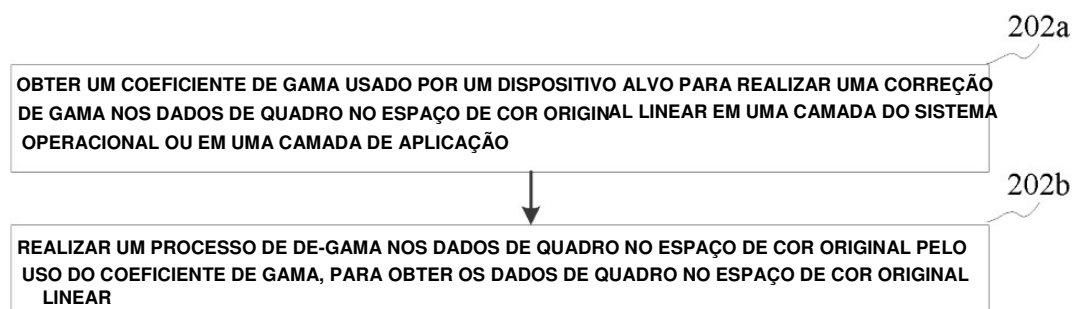 202a
OBTER UM COEFICIENTE DE GAMA USADO POR UM DISPOSITIVO ALVO PARA REALIZAR UMA CORREÇÃO
DE GAMA NOS DADOS DE QUADRO NO ESPAÇO DE COR ORIGINAL LINEAR EM UMA CAMADA DO SISTEMA
OPERACIONAL OU EM UMA CAMADA DE APLICAÇÃO
202b
REALIZAR UM PROCESSO DE DE-GAMA NOS DADOS DE QUADRO NO ESPAÇO DE COR ORIGINAL PELO
USO DO COEFICIENTE DE GAMA, PARA OBTER OS DADOS DE QUADRO NO ESPAÇO DE COR ORIGINAL
LINEAR